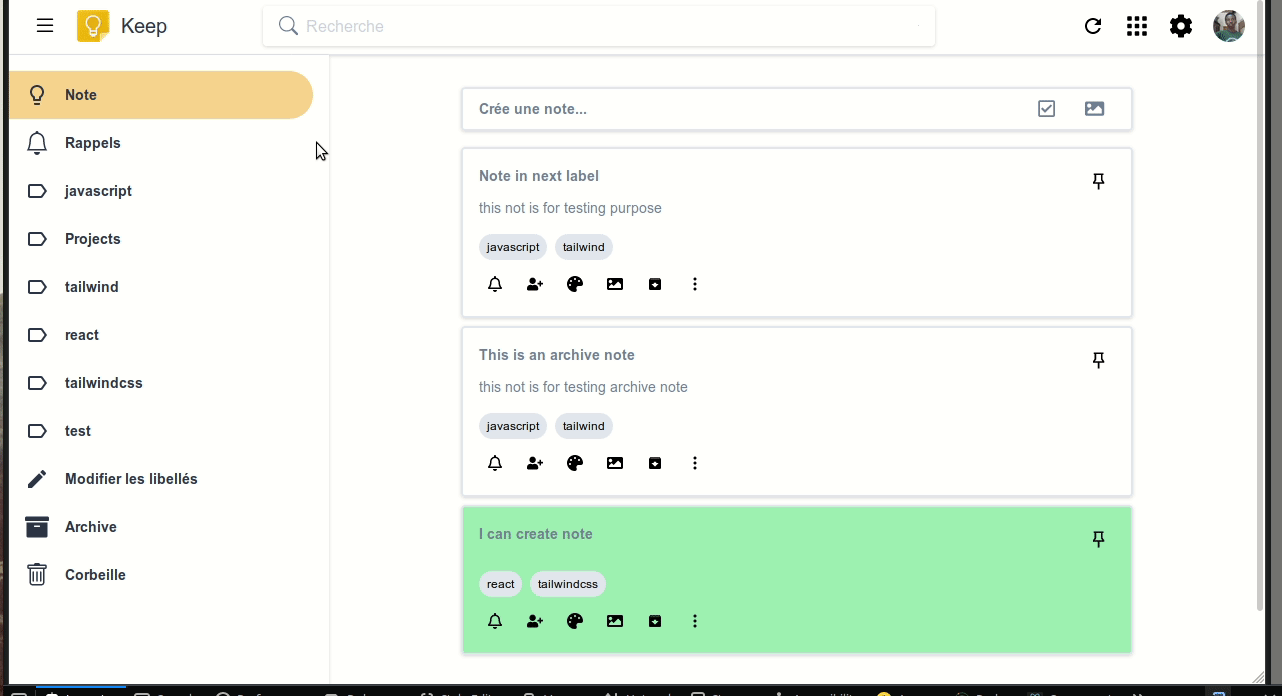 Keep
Recherche
Note
Rappels
javascript
Projects
tailwind
react
tailwindcss
test
Modifier les libellés
Archive
Corbeille
Crée une note...
Note in next label
this not is for testing purpose
javascript tailwind
This is an archive note
this not is for testing archive note
javascript tailwind
I can create note
react tailwindcss